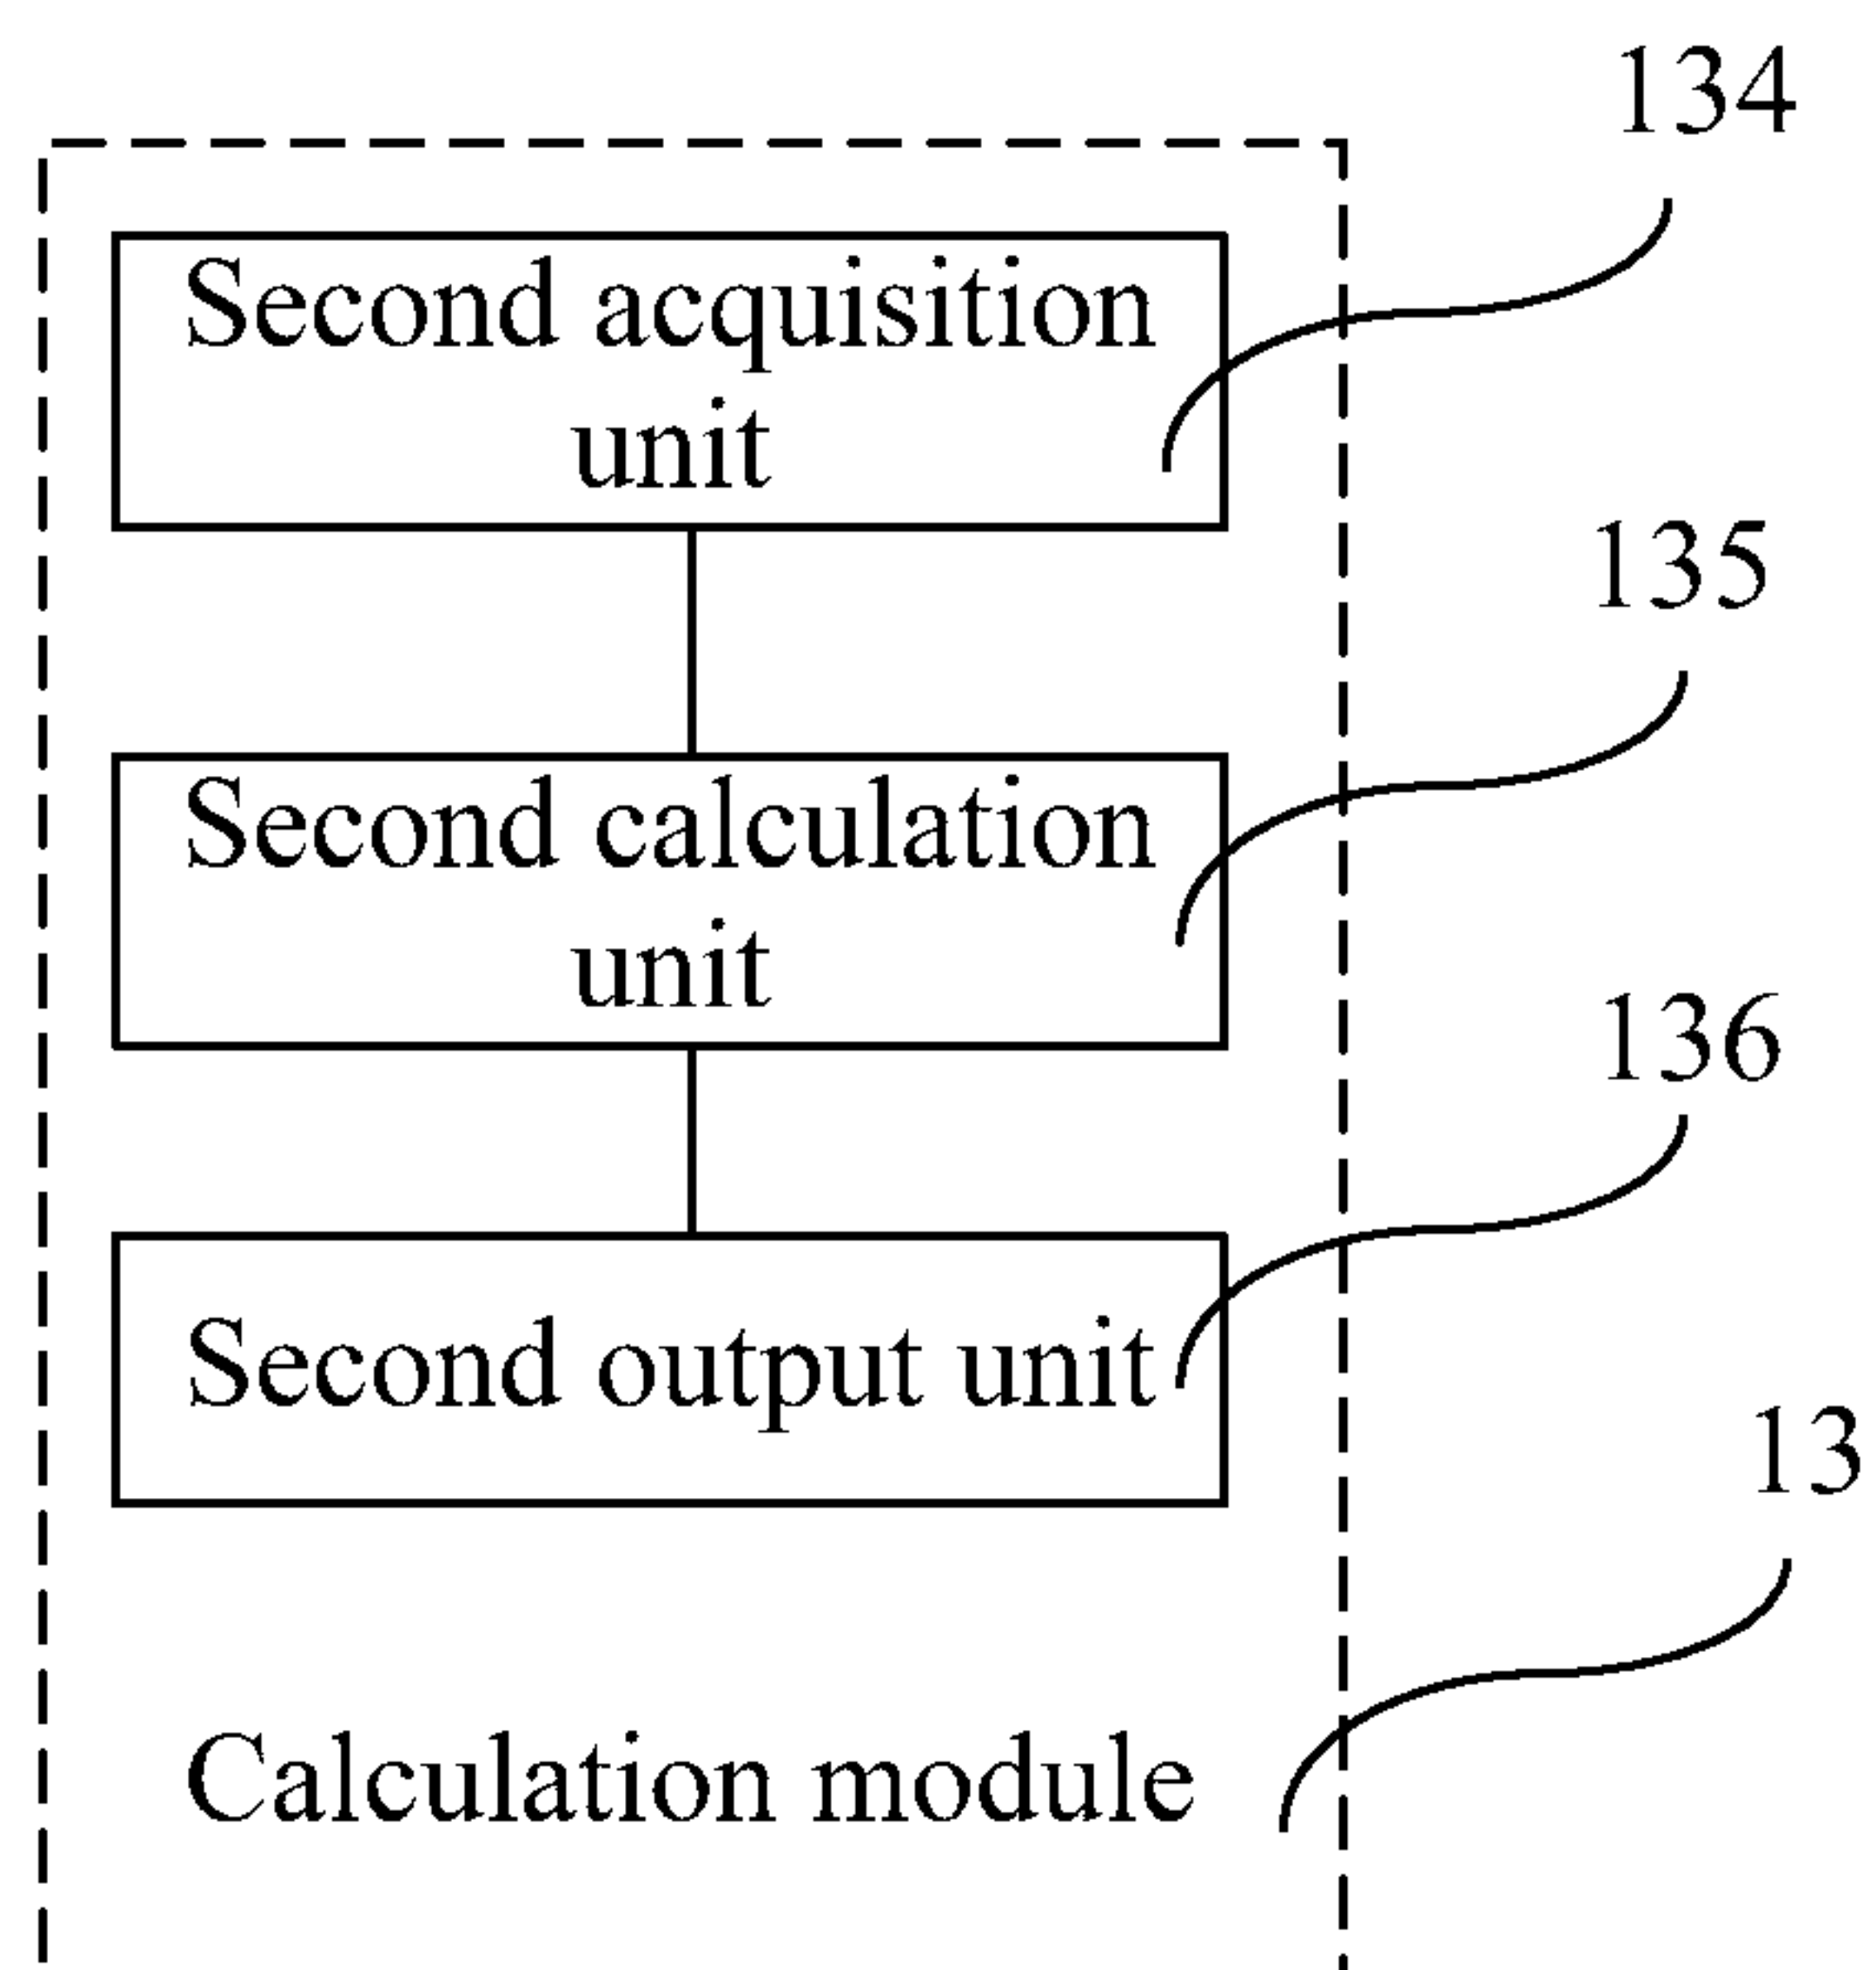 134
Second acquisition
unit
135
Second calculation
unit
136
Second output unit
13
Calculation module